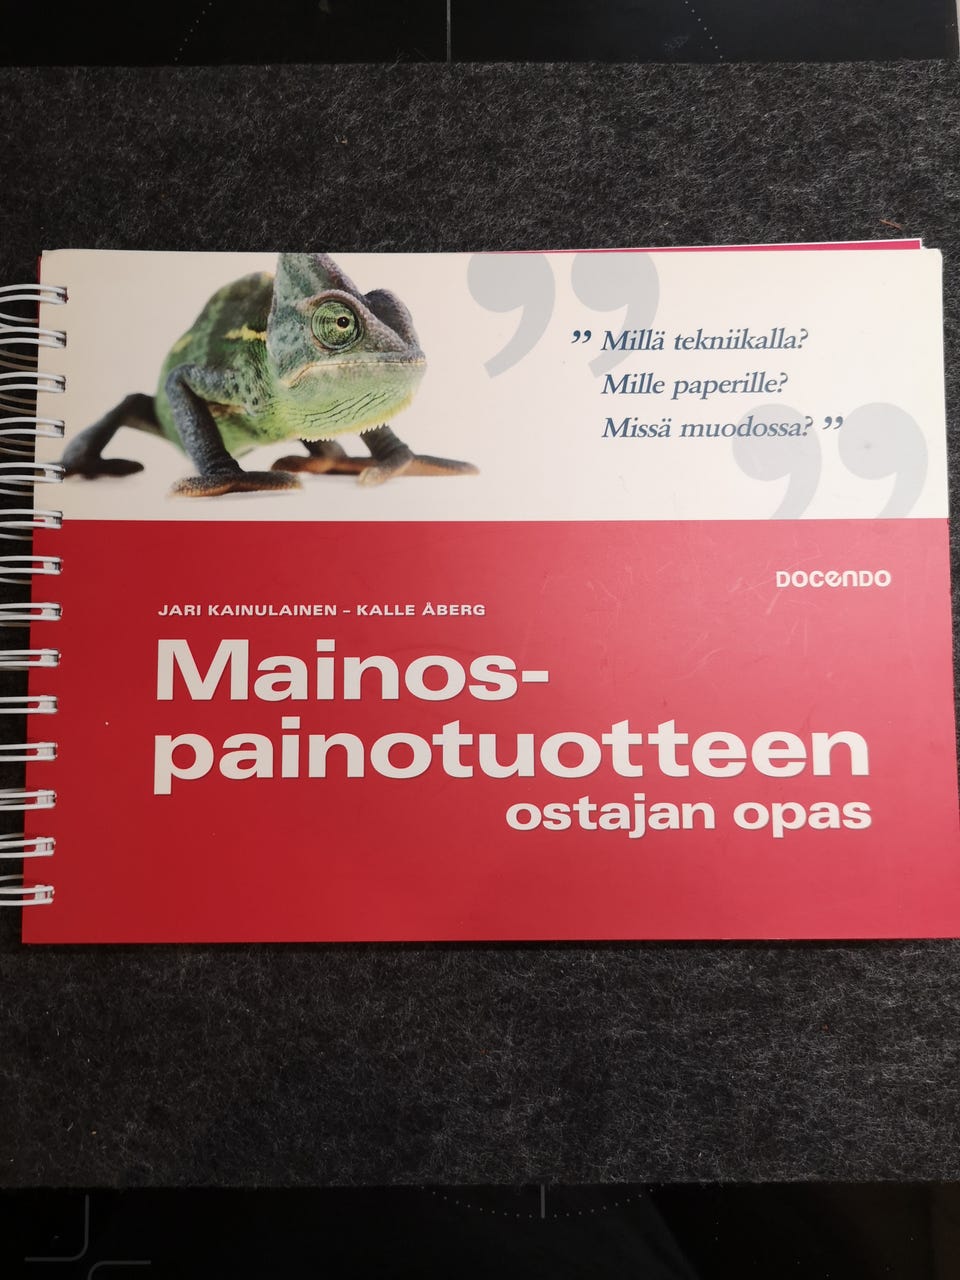 ” Millä tekniikalla?
Mille paperille?
Missä muodossa? ”
DOCENDO
JARI KAINULAINEN – KALLE ÅBERG
Mainos-
painotuotteen
ostajan opas